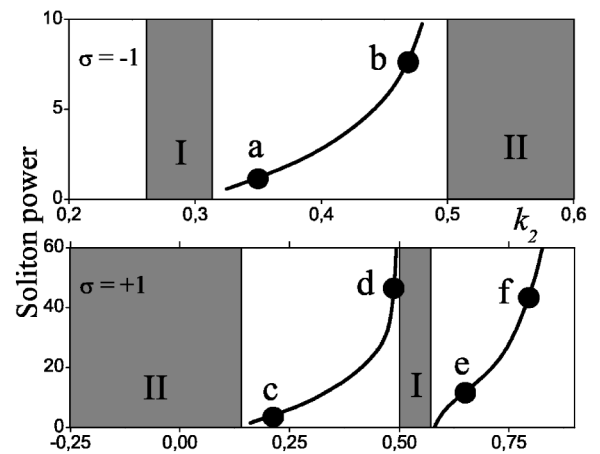 10
σ = -1
b
5
I
a
II
0
0,2
0,3
0,4
0,5
k2
0,6
Soliton power
60
σ = +1
d
f
40
II
I
20
e
c
0
-0,25
0,00
0,25
0,50
0,75